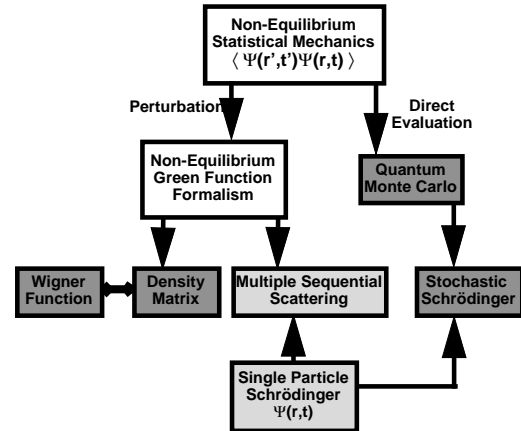 Non-Equilibrium
Statistical Mechanics
⟨ Ψ(r',t')Ψ(r,t) ⟩
Perturbation
Direct
Evaluation
Non-Equilibrium
Green Function
Formalism
Quantum
Monte Carlo
Wigner
Function
Density
Matrix
Multiple Sequential
Scattering
Stochastic
Schrödinger
Single Particle
Schrödinger
Ψ(r,t)